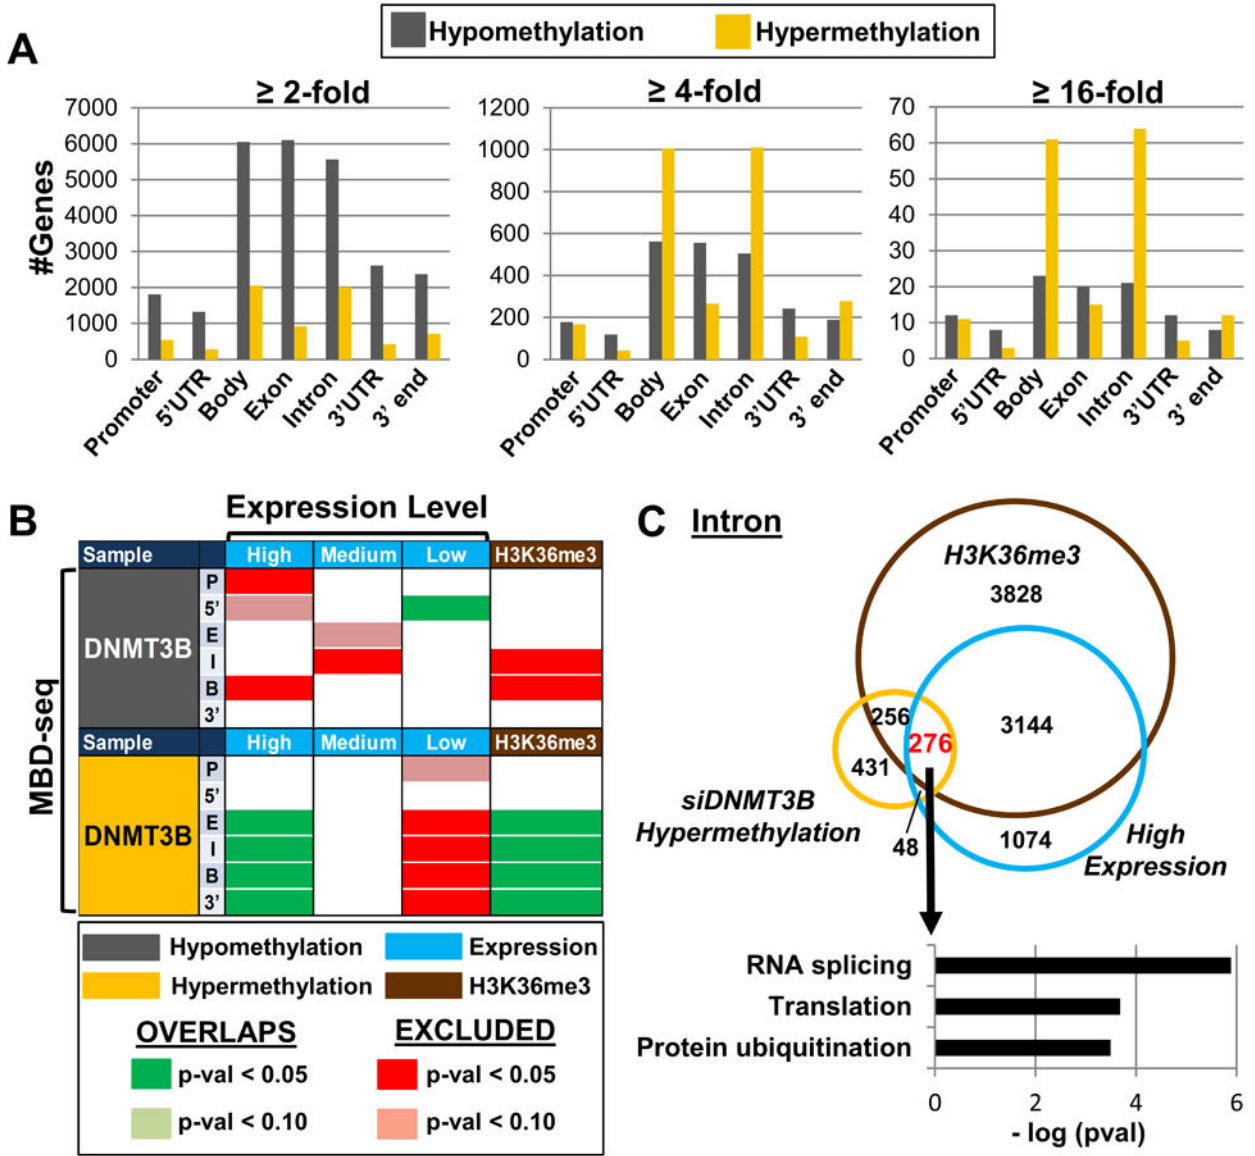 Hypomethylation
Hypermethylation
A
≥ 2-fold
≥ 4-fold
≥ 16-fold
#Genes
7000
6000
5000
4000
3000
2000
1000
0
Promoter
5'UTR
Body
Exon
Intron
3'UTR
3' end
1200
1000
800
600
400
200
0
Promoter
5'UTR
Body
Exon
Intron
3'UTR
3' end
70
60
50
40
30
20
10
0
Promoter
5'UTR
Body
Exon
Intron
3'UTR
3' end
B
Expression Level
MBD-seq
Sample High Medium Low H3K36me3
DNMT3B
P
5'
E
I
B
3'
Sample High Medium Low H3K36me3
DNMT3B
P
5'
E
I
B
3'
Hypomethylation
Expression
Hypermethylation
H3K36me3
OVERLAPS
EXCLUDED
p-val < 0.05
p-val < 0.05
p-val < 0.10
p-val < 0.10
C
Intron
H3K36me3
3828
256
276
3144
431
siDNMT3B
Hypermethylation
48
1074
High
Expression
RNA splicing
Translation
Protein ubiquitination
0
2
4
6
- log (pval)